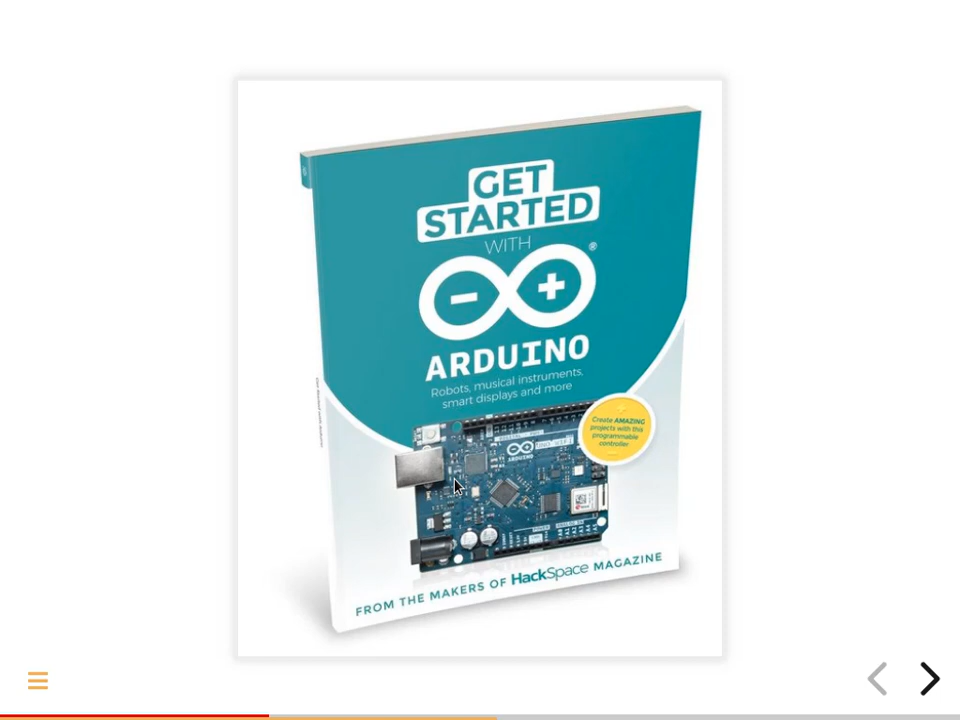 GET
STARTED
WITH
®
ARDUINO
Robots, musical instruments,
smart displays and more
Create AMAZING
projects with this
programmable
controller
ARDUINO
FROM THE MAKERS OF HackSpace MAGAZINE